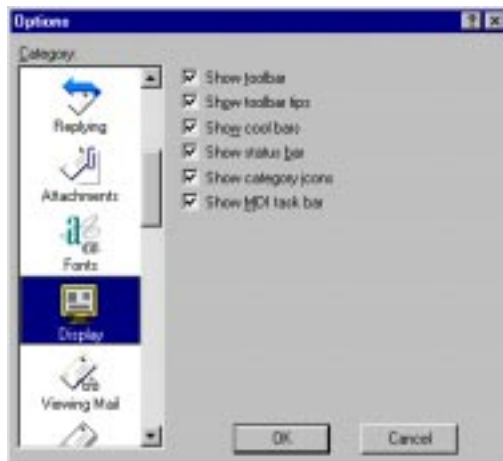 Options
Category:
Replying
Attachments
Fonts
Display
Viewing Mail
Show toolbar
Show toolbar tips
Show cool bars
Show status bar
Show category icons
Show MDI task bar
OK
Cancel